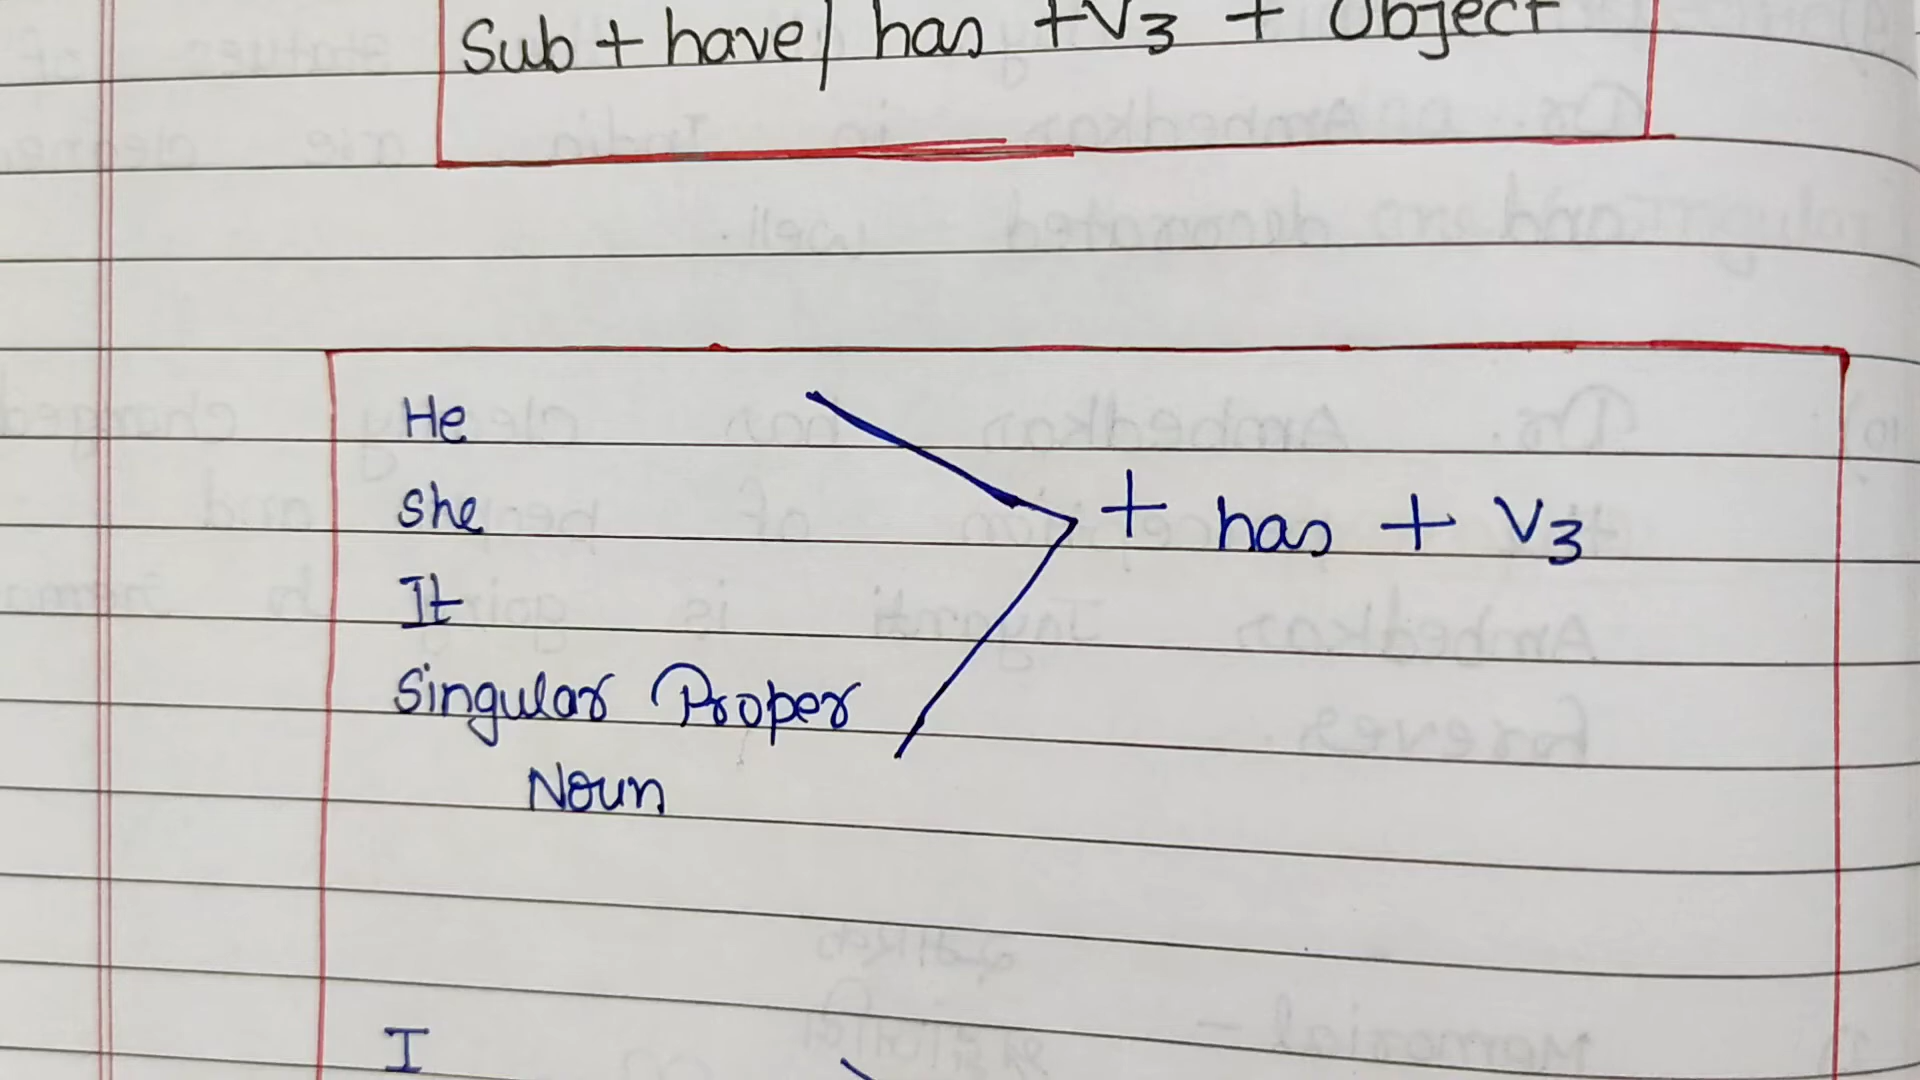 Sub + have/ has + V3 + Object
He
She
It
Singular Proper
Noun
+ has + V3
I